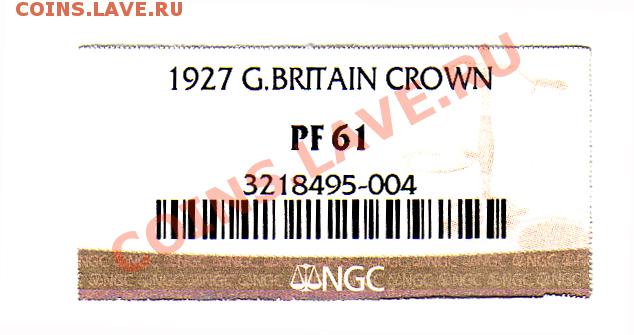 COINS.LAVE.RU
1927 G.BRITAIN CROWN
PF 61
3218495-004
COINS.LAVE.RU
NGC